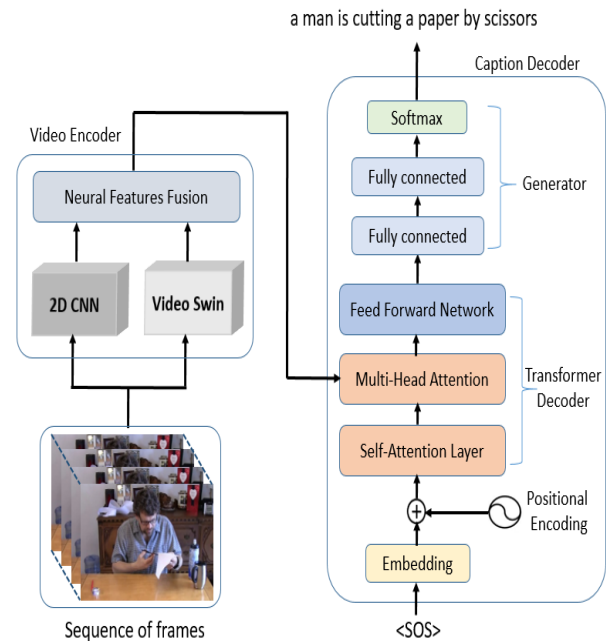 a man is cutting a paper by scissors
Caption Decoder
Softmax
Fully connected
Generator
Fully connected
Feed Forward Network
Multi-Head Attention
Transformer
Decoder
Self-Attention Layer
Positional
Encoding
Embedding
<SOS>
Video Encoder
Neural Features Fusion
2D CNN
Video Swin
Sequence of frames